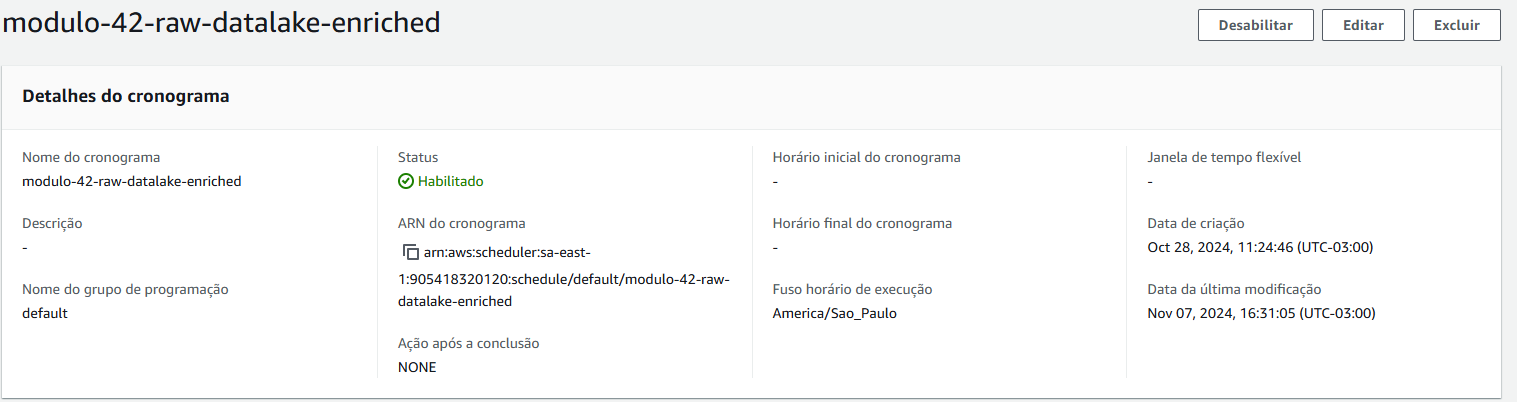 modulo-42-raw-datalake-enriched
Desabilitar
Editar
Excluir
Detalhes do cronograma
Nome do cronograma
modulo-42-raw-datalake-enriched
Descrição
-
Nome do grupo de programação
default
Status
Habilitado
ARN do cronograma
arn:aws:scheduler:sa-east-
1:905418320120:schedule/default/modulo-42-raw-
datalake-enriched
Ação após a conclusão
NONE
Horário inicial do cronograma
-
Horário final do cronograma
-
Fuso horário de execução
America/Sao_Paulo
Janela de tempo flexível
-
Data de criação
Oct 28, 2024, 11:24:46 (UTC-03:00)
Data da última modificação
Nov 07, 2024, 16:31:05 (UTC-03:00)